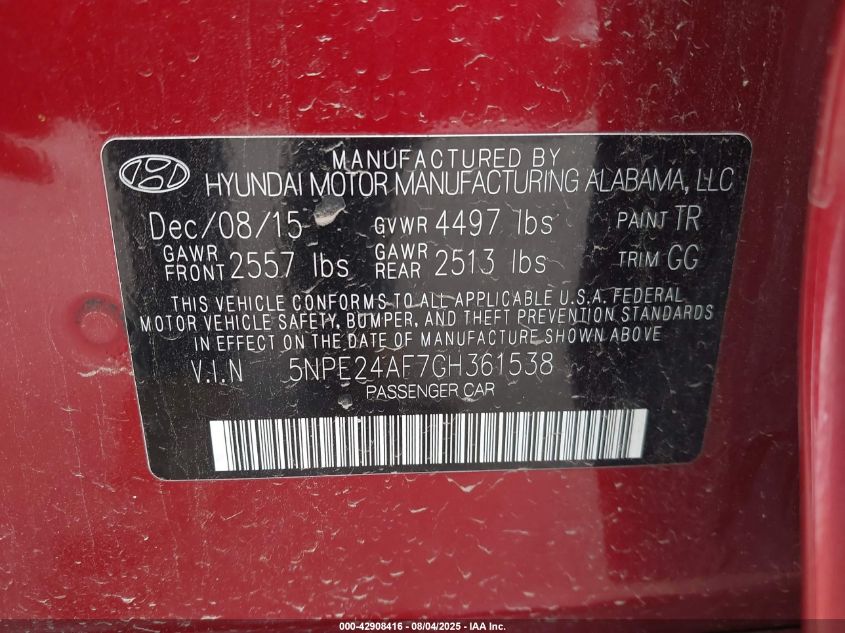 MANUFACTURED BY
HYUNDAI MOTOR MANUFACTURING ALABAMA, LLC
Dec/08/15 GVWR 4497 lbs PAINT TR
GAWR FRONT 2557 lbs GAWR REAR 2513 lbs TRIM GG
THIS VEHICLE CONFORMS TO ALL APPLICABLE U.S.A. FEDERAL
MOTOR VEHICLE SAFETY, BUMPER, AND THEFT PREVENTION STANDARDS
IN EFFECT ON THE DATE OF MANUFACTURE SHOWN ABOVE
V.I.N 5NPE24AF7GH361538
PASSENGER CAR
000-42908416 - 08/04/2025 - IAA Inc.